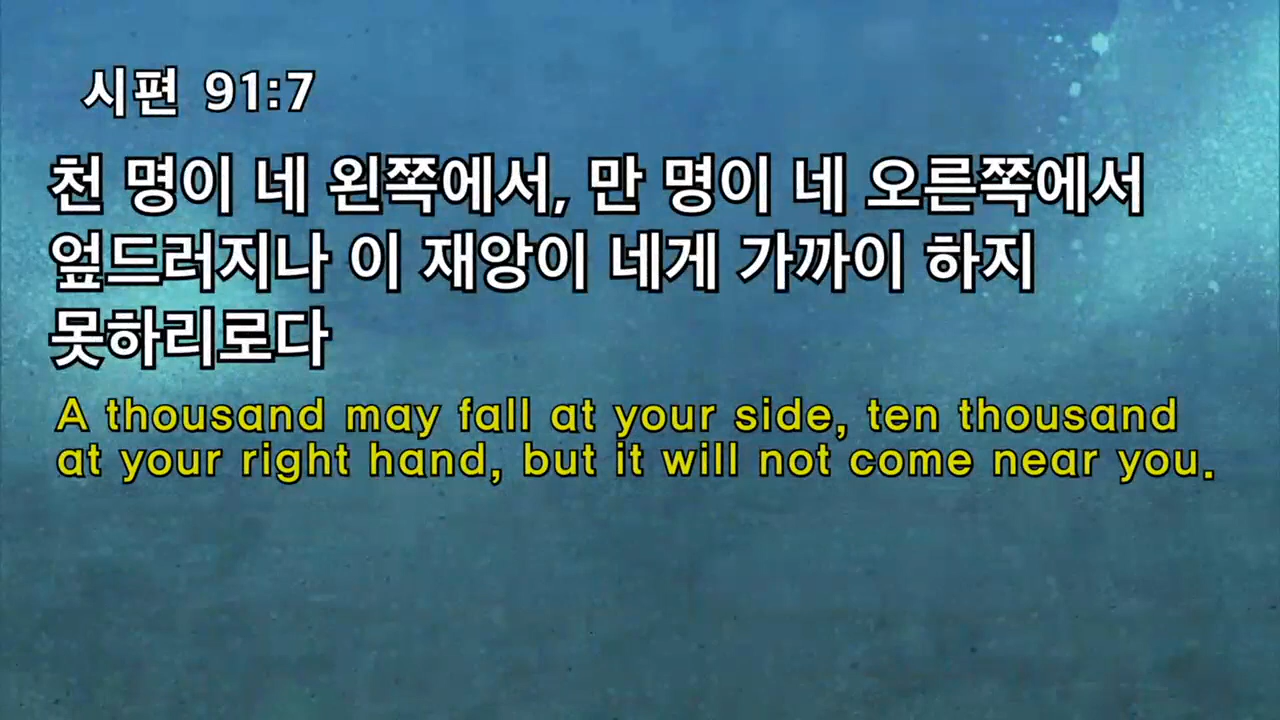 시편 91:7
천 명이 네 왼쪽에서, 만 명이 네 오른쪽에서
엎드러지나 이 재앙이 네게 가까이 하지
못하리로다
A thousand may fall at your side, ten thousand
at your right hand, but it will not come near you.